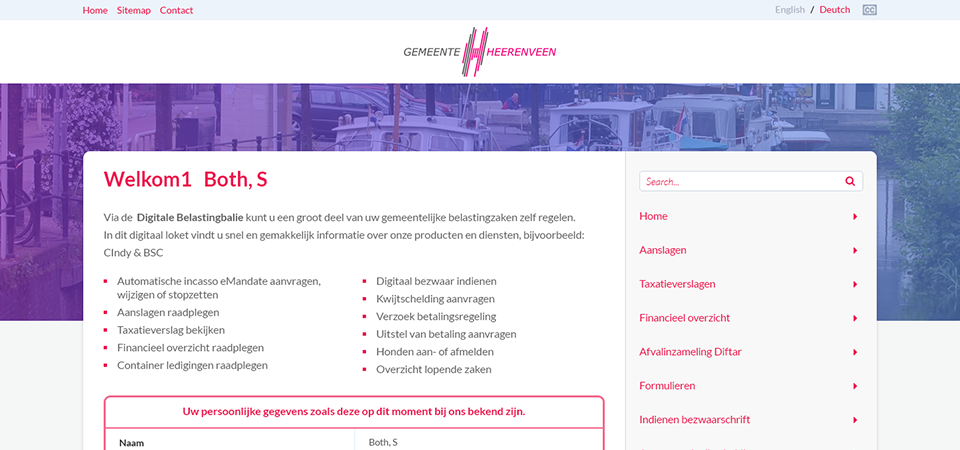 Home Sitemap Contact
English / Deutch CC
GEMEENTE HEERENVEEN
Welkom1 Both, S
Via de Digitale Belastingbalie kunt u een groot deel van uw gemeentelijke belastingzaken zelf regelen.
In dit digitaal loket vindt u snel en gemakkelijk informatie over onze producten en diensten, bijvoorbeeld:
CIndy & BSC
Automatische incasso eMandate aanvragen,
wijzigen of stopzetten
Aanslagen raadplegen
Taxatieverslag bekijken
Financieel overzicht raadplegen
Container ledigingen raadplegen
Digitaal bezwaar indienen
Kwijtschelding aanvragen
Verzoek betalingsregeling
Uitstel van betaling aanvragen
Honden aan- of afmelden
Overzicht lopende zaken
Uw persoonlijke gegevens zoals deze op dit moment bij ons bekend zijn.
Naam Both, S
Search...
Home
Aanslagen
Taxatieverslagen
Financieel overzicht
Afvalinzameling Diftar
Formulieren
Indienen bezwaarschrift